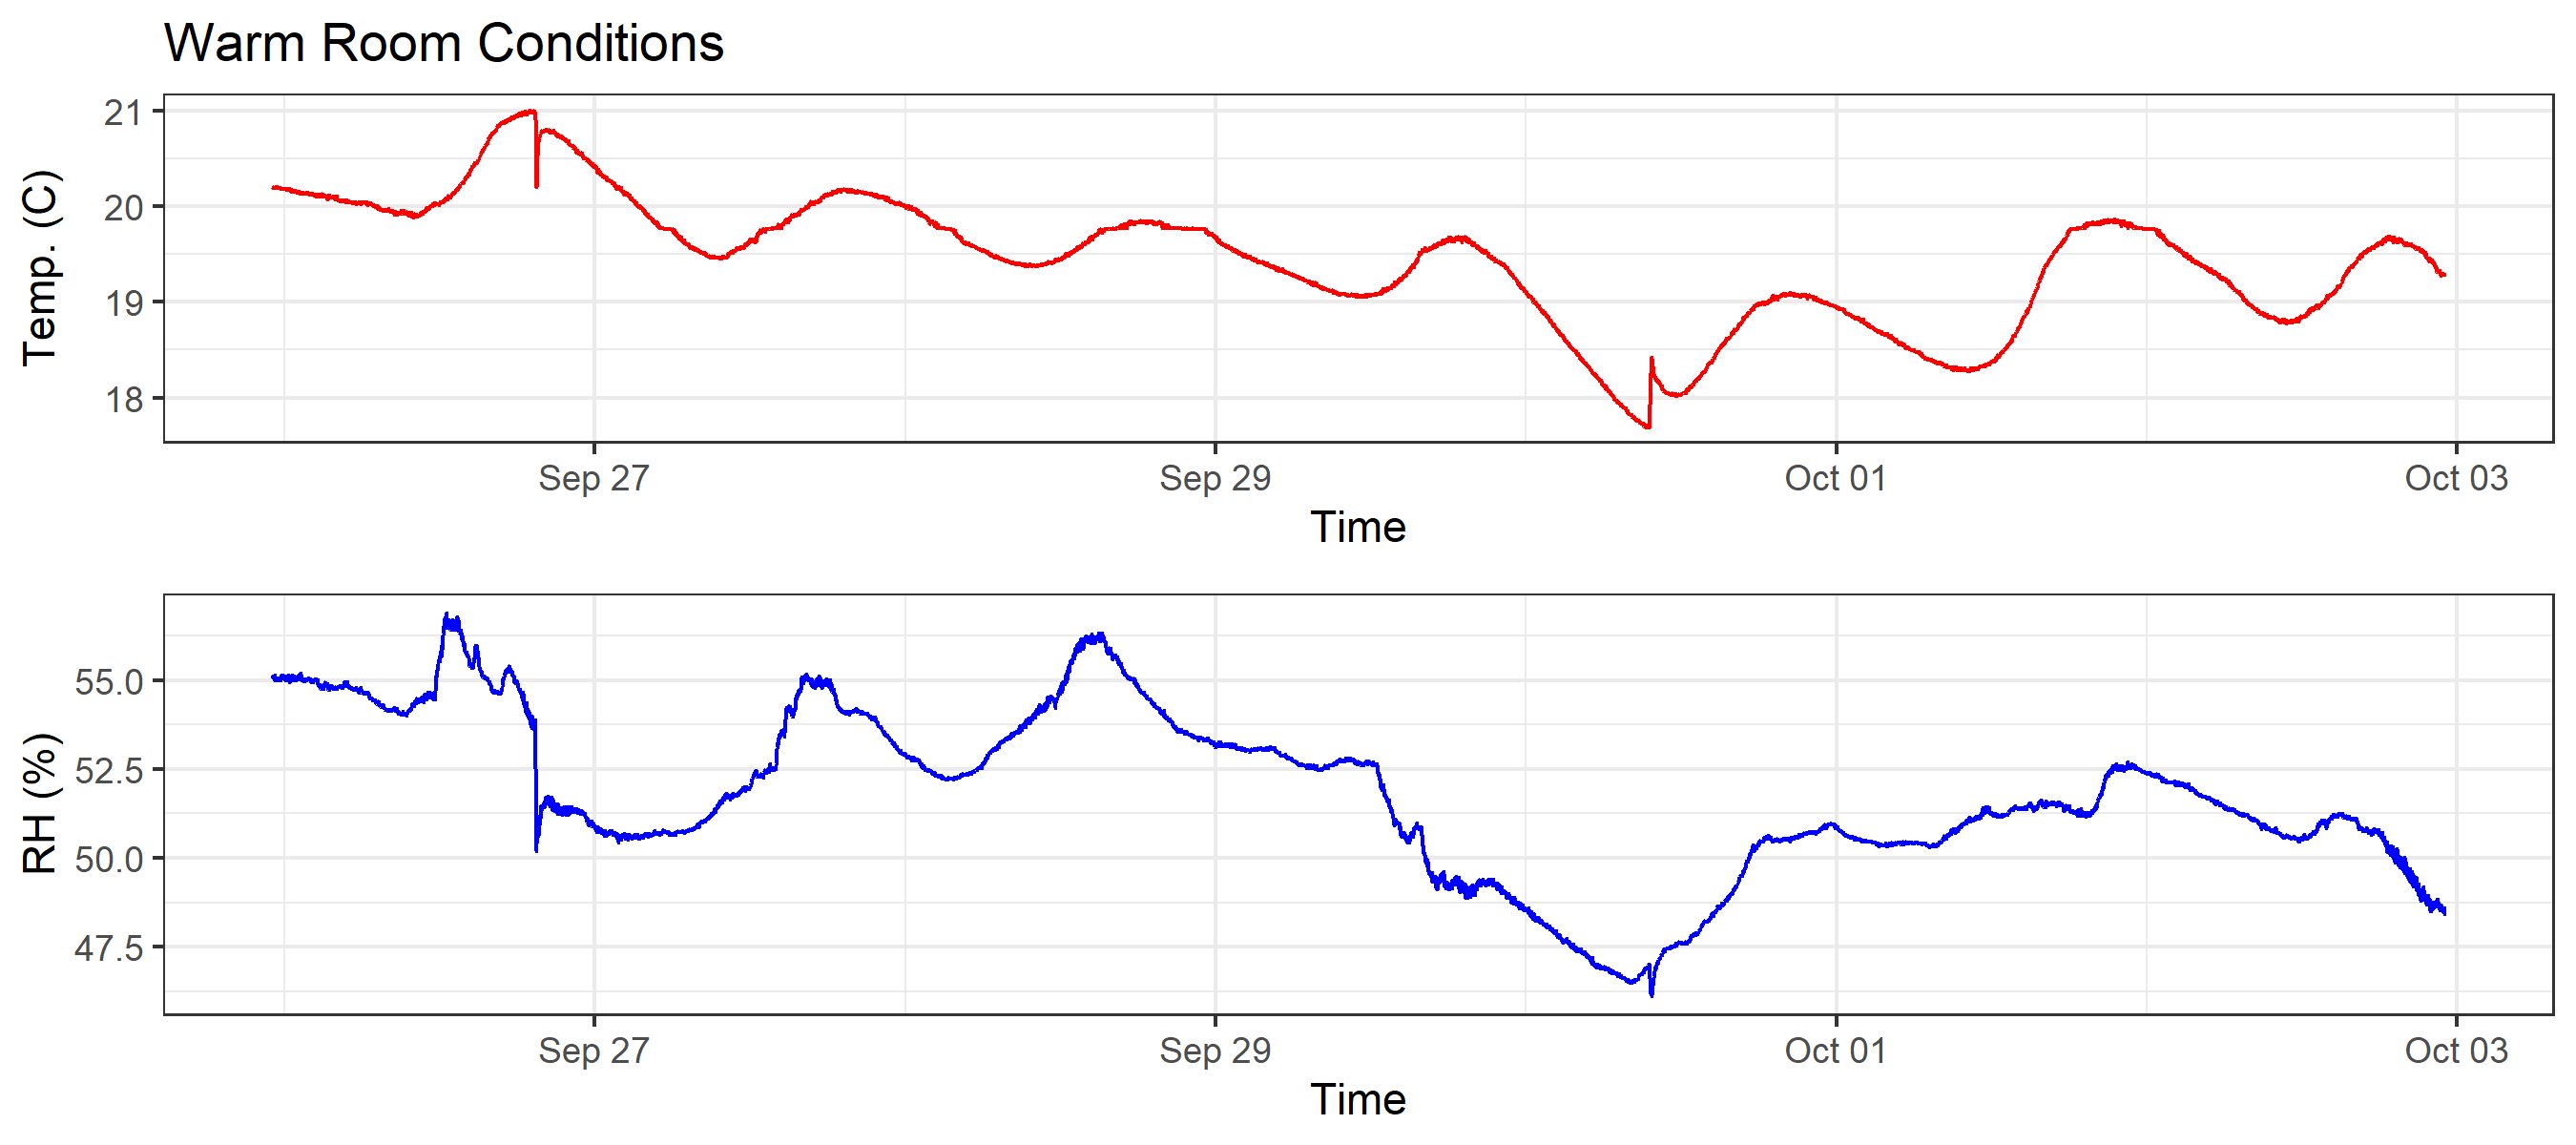 Warm Room Conditions
21
20
19
18
Temp. (C)
Sep 27 Sep 29 Oct 01 Oct 03
Time
55.0
52.5
50.0
47.5
RH (%)
Sep 27 Sep 29 Oct 01 Oct 03
Time